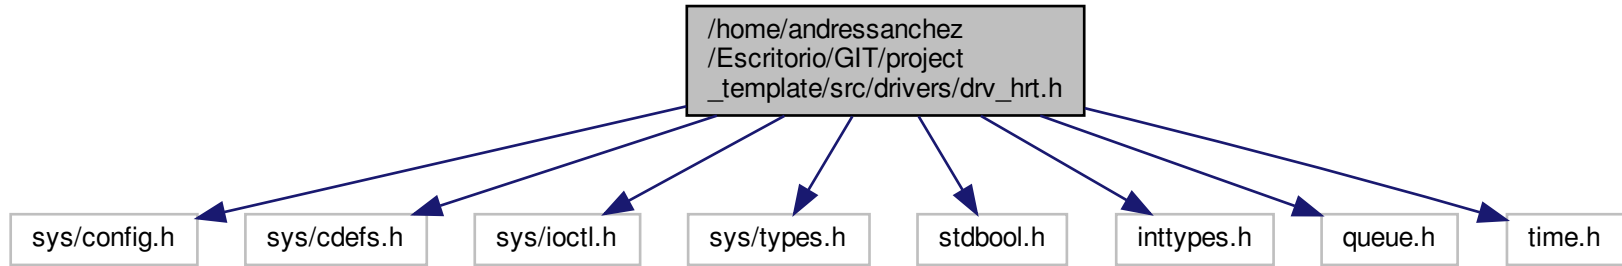 /home/andressanchez
/Escritorio/GIT/project
_template/src/drivers/drv_hrt.h
sys/config.h
sys/cdefs.h
sys/ioctl.h
sys/types.h
stdbool.h
inttypes.h
queue.h
time.h